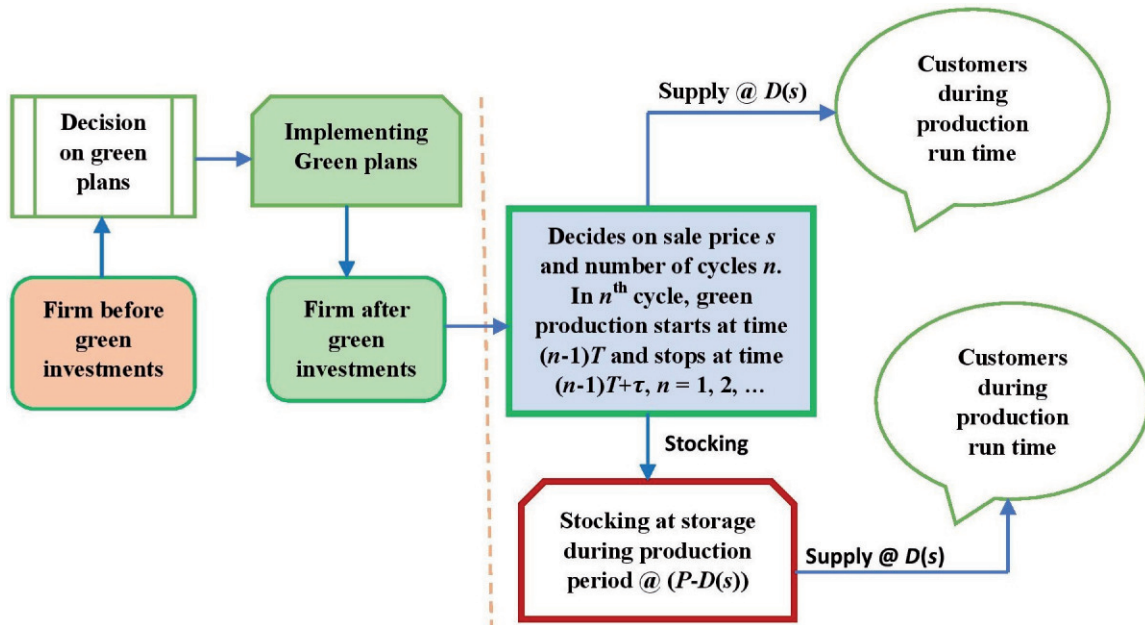 Decision
on green
plans
Implementing
Green plans
Firm before
green
investments
Firm after
green
investments
Supply @ D(s)
Customers
during
production
run time
Decides on sale price s
and number of cycles n.
In nᵗʰ cycle, green
production starts at time
(n-1)T and stops at time
(n-1)T+τ, n = 1, 2, ...
Stocking
Stocking at storage
during production
period @ (P-D(s))
Supply @ D(s)
Customers
during
production
run time